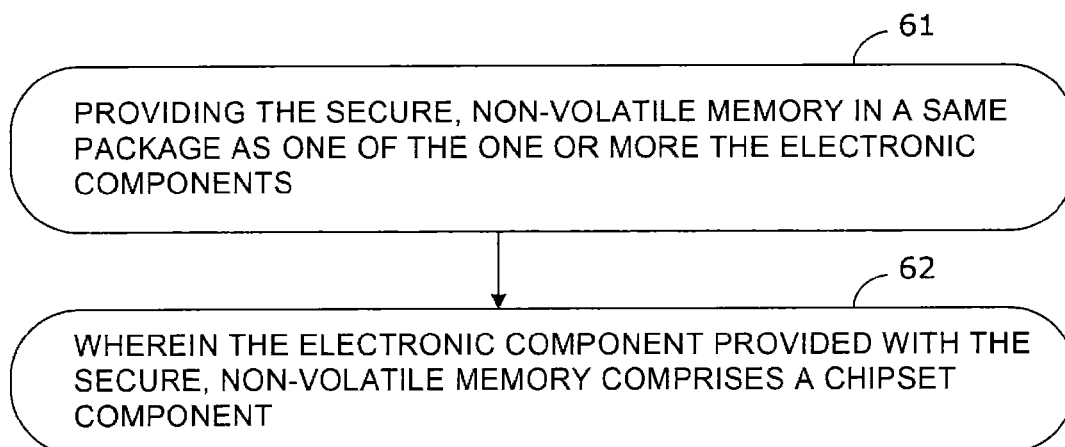 61
PROVIDING THE SECURE, NON-VOLATILE MEMORY IN A SAME
PACKAGE AS ONE OF THE ONE OR MORE THE ELECTRONIC
COMPONENTS
62
WHEREIN THE ELECTRONIC COMPONENT PROVIDED WITH THE
SECURE, NON-VOLATILE MEMORY COMPRISES A CHIPSET
COMPONENT